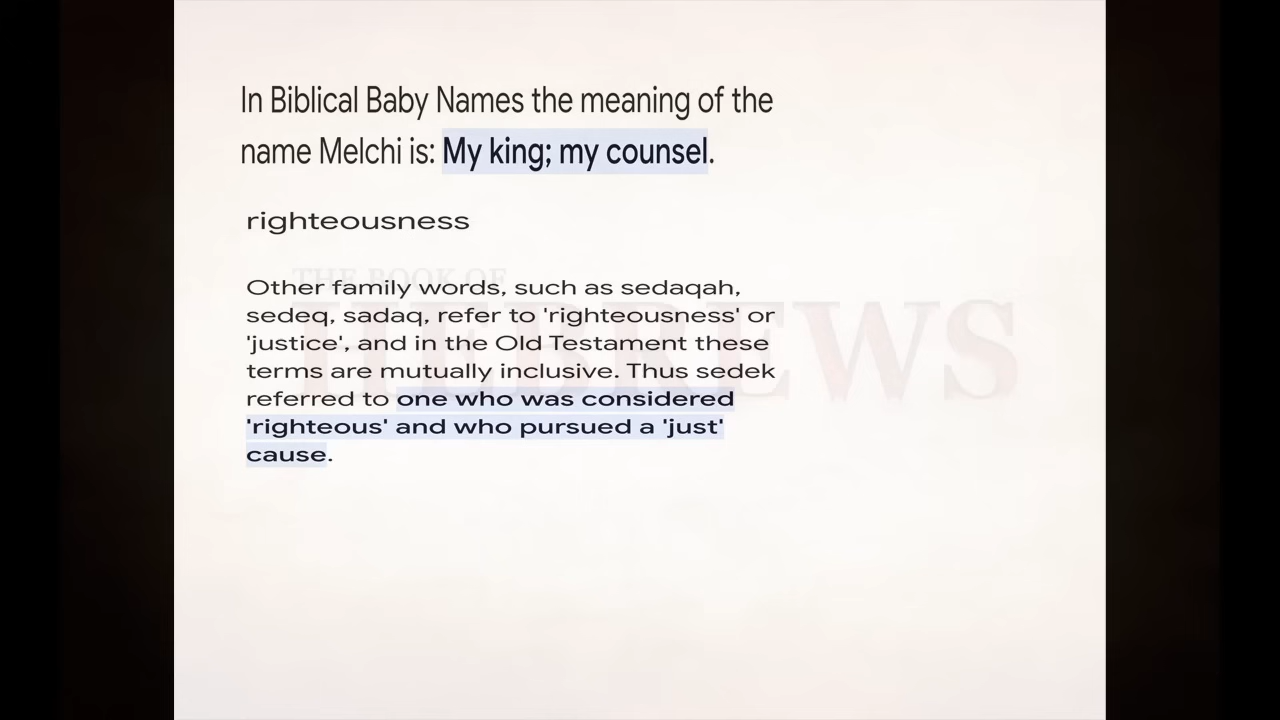 In Biblical Baby Names the meaning of the
name Melchi is: My king; my counsel.
righteousness
THE BOOK OF
HEBREWS
Other family words, such as sedaqah,
sedeq, sadaq, refer to 'righteousness' or
'justice', and in the Old Testament these
terms are mutually inclusive. Thus sedek
referred to one who was considered
'righteous' and who pursued a 'just'
cause.